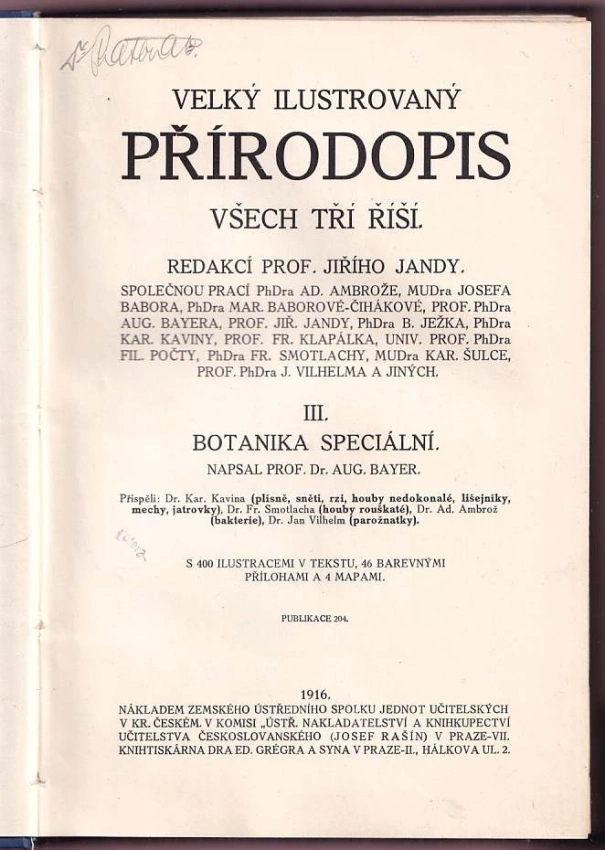 VELKÝ ILUSTROVANÝ
PŘÍRODOPIS
VŠECH TŘÍ ŘÍŠÍ.
REDAKCÍ PROF. JIŘÍHO JANDY.
SPOLEČNOU PRACÍ PhDra AD. AMBROŽE, MUDra JOSEFA
BABORA, PhDra MAR. BABOROVÉ-ČIHÁKOVÉ, PROF. PhDra
AUG. BAYERA, PROF. JIŘ. JANDY, PhDra B. JEŽKA, PhDra
KAR. KAVINY, PROF. FR. KLAPÁLKA, UNIV. PROF. PhDra
FIL. POČTY, PhDra FR. SMOTLACHY, MUDra KAR. ŠULCE,
PROF. PhDra J. VILHELMA A JINÝCH.
III.
BOTANIKA SPECIÁLNÍ.
NAPSAL PROF. Dr. AUG. BAYER.
Přispěli: Dr. Kar. Kavina (plísně, sněti, rzi, houby nedokonalé, lišejníky,
mechy, jatrovky), Dr. Fr. Smotlacha (houby rouškaté), Dr. Ad. Ambrož
(bakterie), Dr. Jan Vilhelm (parožnatky).
S 400 ILUSTRACEMI V TEKSTU, 46 BAREVNÝMI
PŘÍLOHAMI A 4 MAPAMI.
PUBLIKACE 204.
1916.
NÁKLADEM ZEMSKÉHO ÚSTŘEDNÍHO SPOLKU JEDNOT UČITELSKÝCH
V KR. ČESKÉM. V KOMISI „ÚSTŘ. NAKLADATELSTVÍ A KNIHKUPECTVÍ
UČITELSTVA ČESKOSLOVANSKÉHO (JOSEF RAŠÍN) V PRAZE-VII.
KNIHTISKÁRNA DRA ED. GRÉGRA A SYNA V PRAZE-II., HÁLKOVA UL. 2.